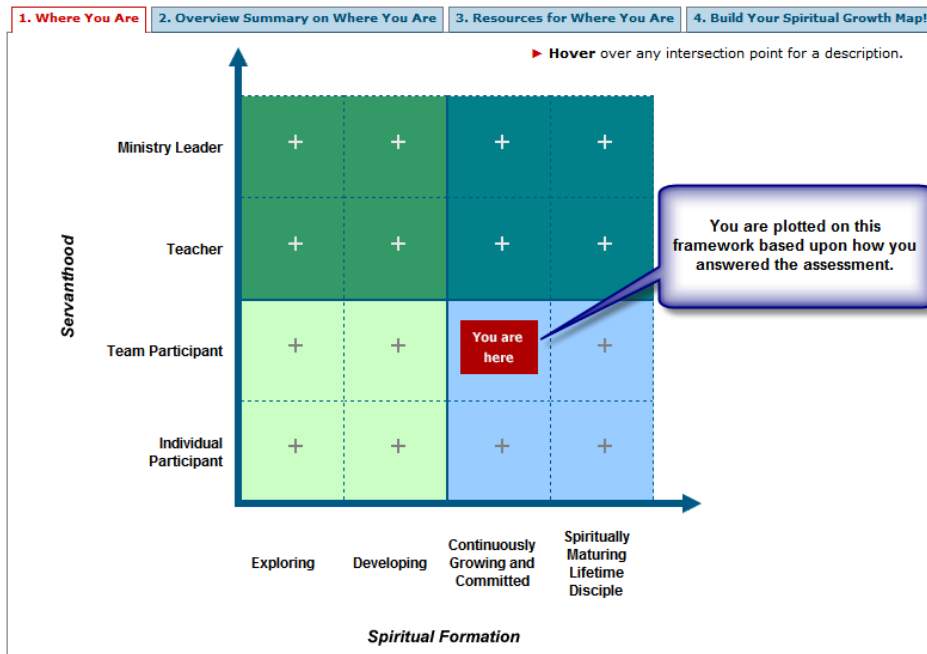 1. Where You Are
2. Overview Summary on Where You Are
3. Resources for Where You Are
4. Build Your Spiritual Growth Map!
► Hover over any intersection point for a description.
Servanthood
Ministry Leader
Teacher
Team Participant
Individual
Participant
You are
here
You are plotted on this
framework based upon how you
answered the assessment.
Exploring
Developing
Continuously
Growing and
Committed
Spiritually
Maturing
Lifetime
Disciple
Spiritual Formation